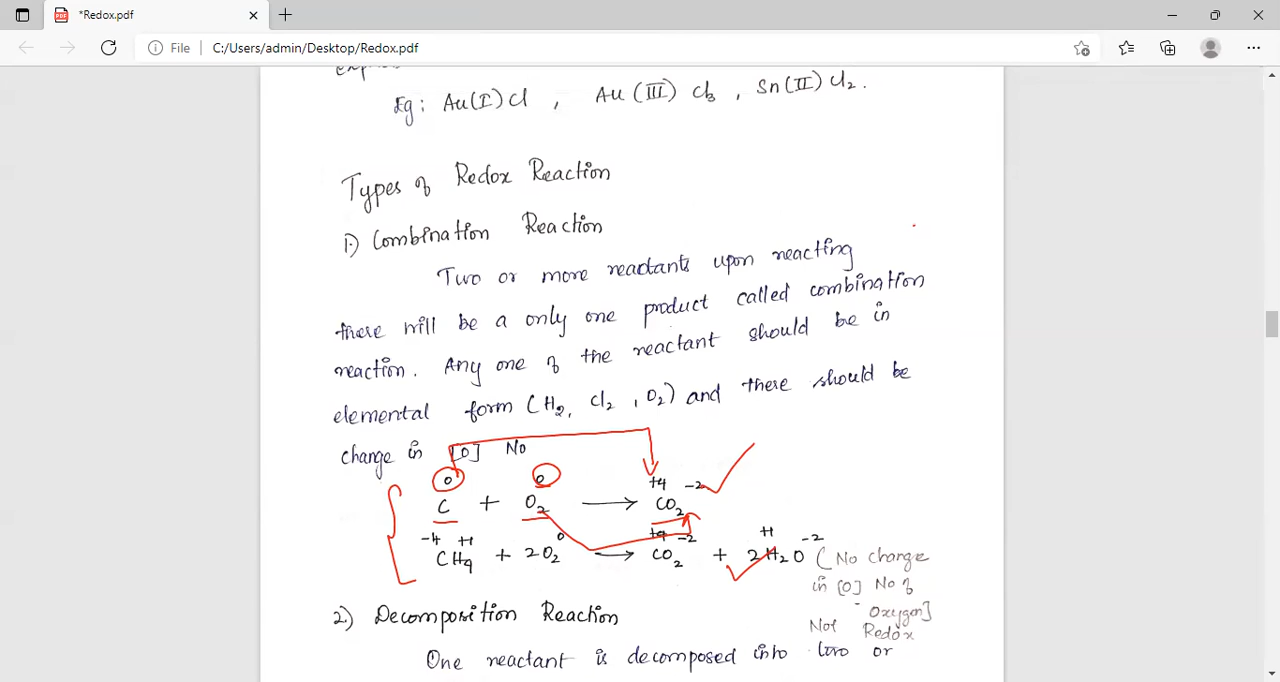 *Redox.pdf
File C:/Users/admin/Desktop/Redox.pdf
Eg: Au(I)Cl , Au (III) Cl3 , Sn(II) Cl2.
Types of Redox Reaction
1) Combination Reaction
Two or more reactants upon reacting
there will be a only one product called combination
reaction. Any one of the reactant should be in
elemental form (H2, Cl2, O2) and there should be
change in [O] No
0 0 +4 -2
C + O2 → CO2
-4 +1 0 +4 -2 +1 -2
CH4 + 2O2 → CO2 + 2H2O (No change
in [O] No of
Oxygen]
Not Redox
2.) Decomposition Reaction
One reactant is decomposed into two or